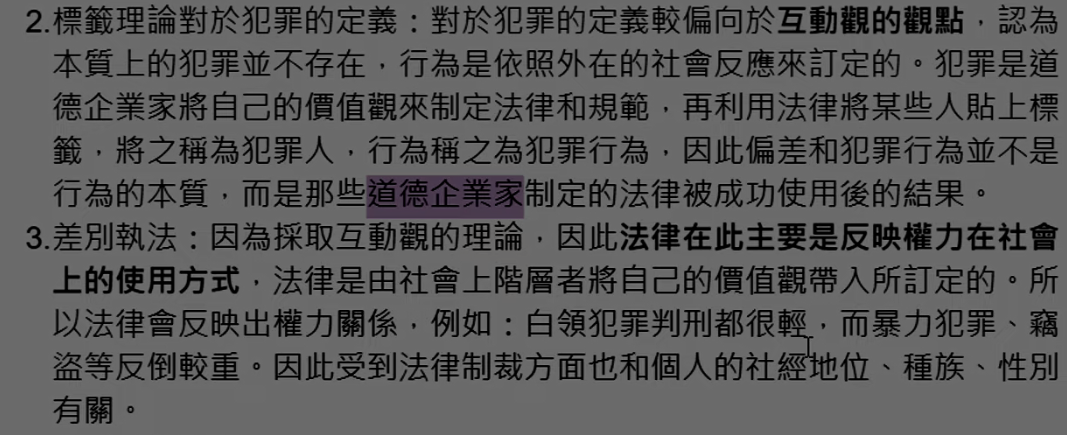 2.標籤理論對於犯罪的定義：對於犯罪的定義較偏向於互動觀的觀點，認為
本質上的犯罪並不存在，行為是依照外在的社會反應來訂定的。犯罪是道
德企業家將自己的價值觀來制定法律和規範，再利用法律將某些人貼上標
籤，將之稱為犯罪人，行為稱之為犯罪行為，因此偏差和犯罪行為並不是
行為的本質，而是那些道德企業家制定的法律被成功使用後的結果。
3.差別執法：因為採取互動觀的理論，因此法律在此主要是反映權力在社會
上的使用方式，法律是由社會上階層者將自己的價值觀帶入所訂定的。所
以法律會反映出權力關係，例如：白領犯罪判刑都很輕，而暴力犯罪、竊
盜等反倒較重。因此受到法律制裁方面也和個人的社經地位、種族、性別
有關。